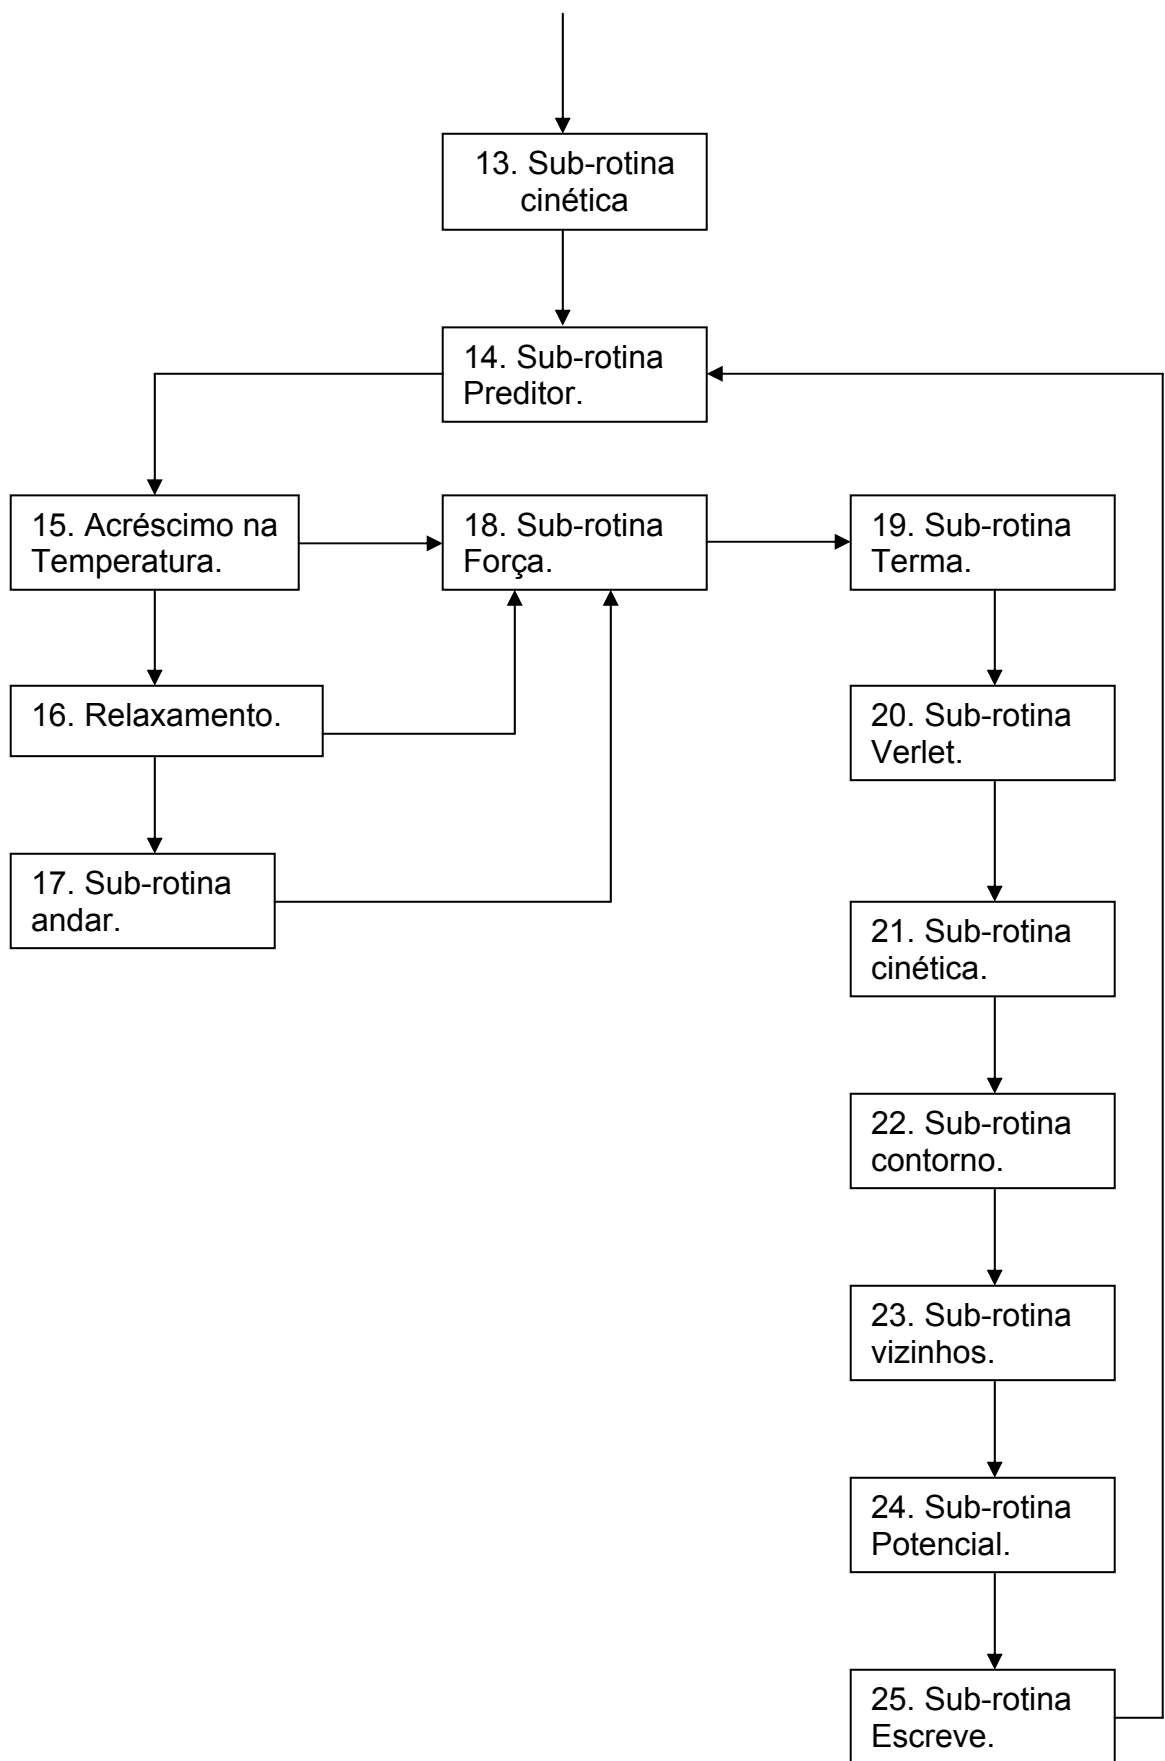 13. Sub-rotina
cinética
14. Sub-rotina
Preditor.
15. Acréscimo na
Temperatura.
18. Sub-rotina
Força.
19. Sub-rotina
Terma.
16. Relaxamento.
20. Sub-rotina
Verlet.
17. Sub-rotina
andar.
21. Sub-rotina
cinética.
22. Sub-rotina
contorno.
23. Sub-rotina
vizinhos.
24. Sub-rotina
Potencial.
25. Sub-rotina
Escreve.